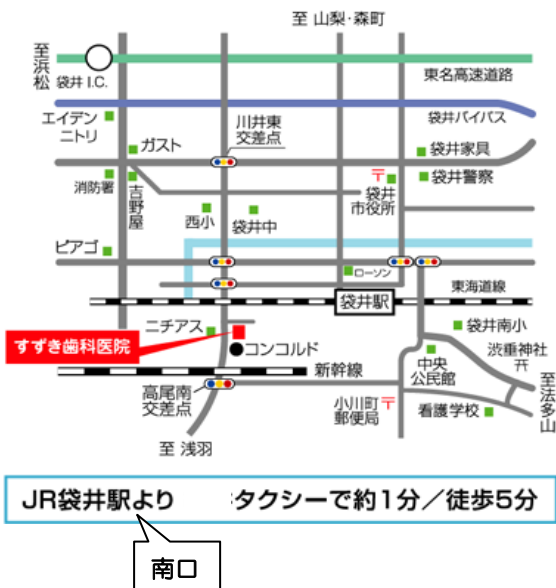 至 山梨・森町
至浜松
袋井 I.C.
東名高速道路
エイデン
ニトリ
川井東
交差点
袋井バイパス
ガスト
袋井家具
消防署
吉野屋
〒
袋井
市役所
袋井警察
西小
袋井中
ピアゴ
ローソン
袋井駅
東海道線
ニチアス
すずき歯科医院
コンコルド
袋井南小
渋垂神社
中央
公民館
新幹線
高尾南
交差点
小川町
郵便局
〒
看護学校
至法多山
至 浅羽
JR袋井駅より タクシーで約1分／徒歩5分
南口